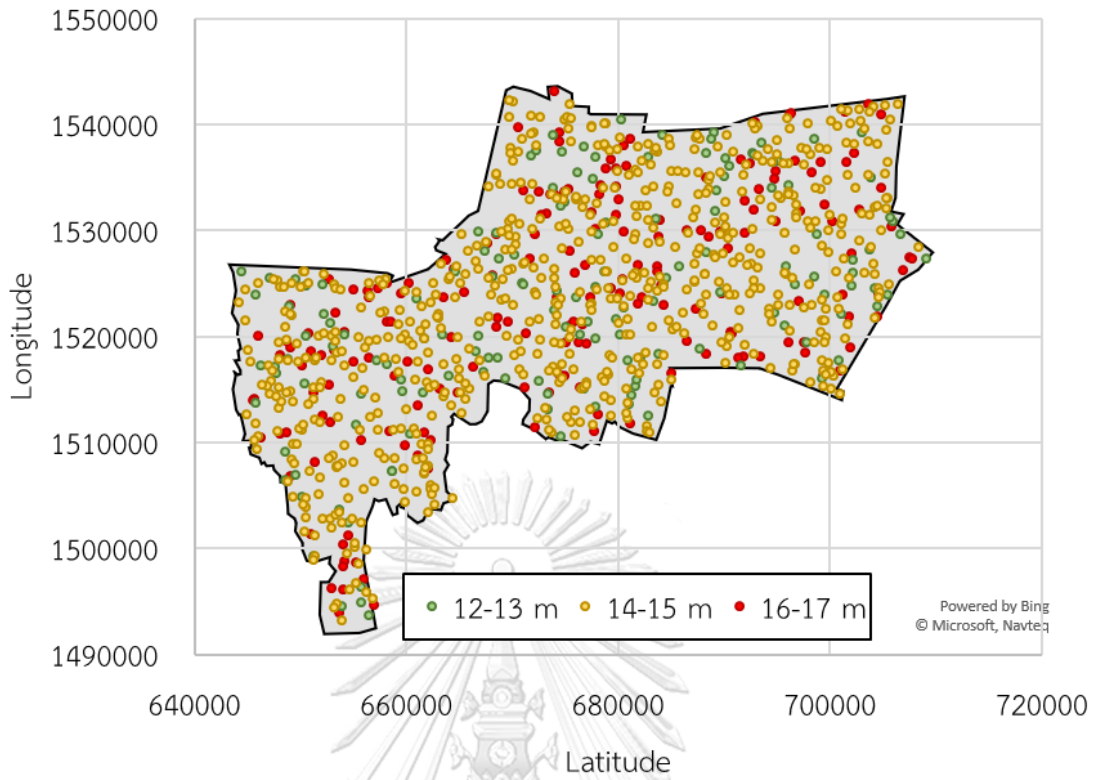 1550000
1540000
1530000
1520000
1510000
1500000
1490000
Longitude
12-13 m
14-15 m
16-17 m
Powered by Bing
© Microsoft, Navteq
640000
660000
680000
700000
720000
Latitude